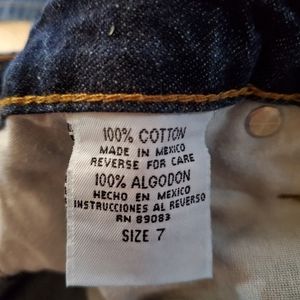 100% COTTON
MADE IN MEXICO
REVERSE FOR CARE
100% ALGODON
HECHO EN MEXICO
INSTRUCCIONES AL REVERSO
RN 89083
SIZE 7